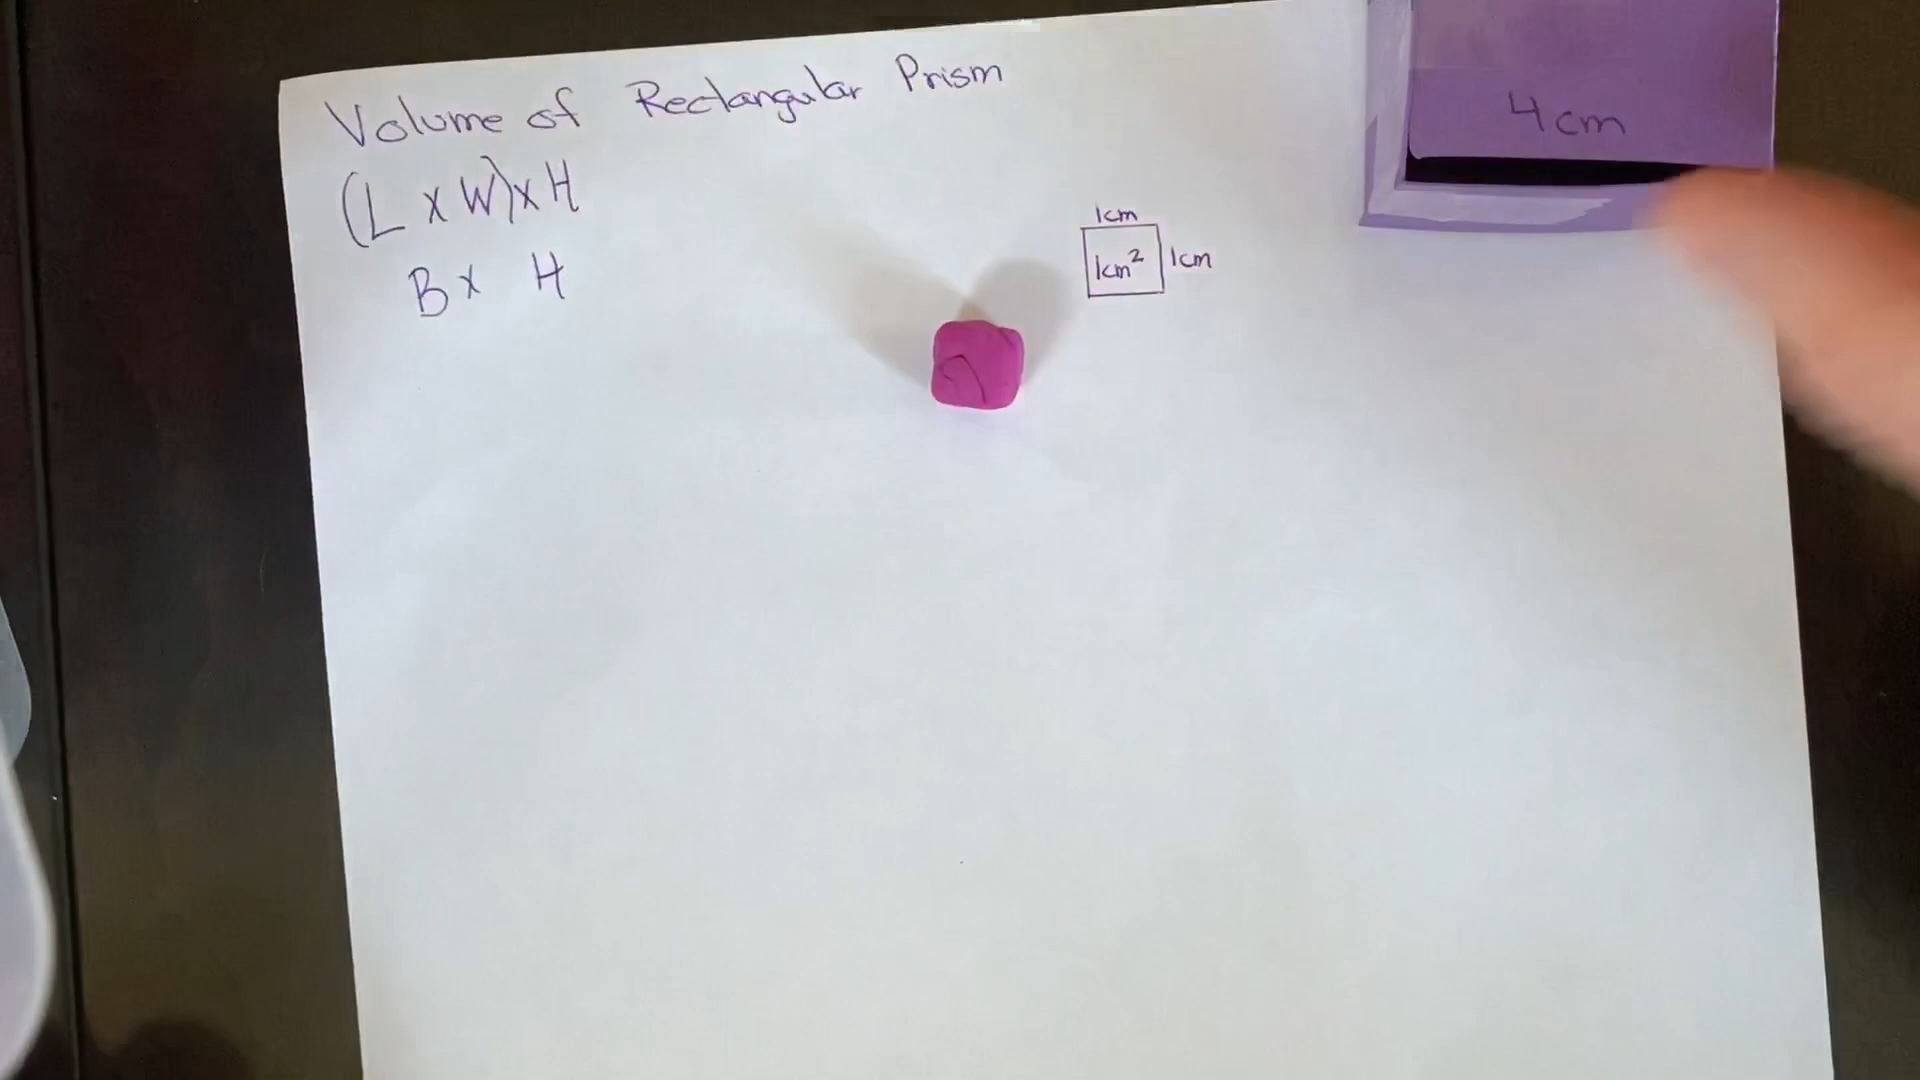 Volume of Rectangular Prism
(L x W) x H
B x H
1cm
1cm²
1cm
4cm